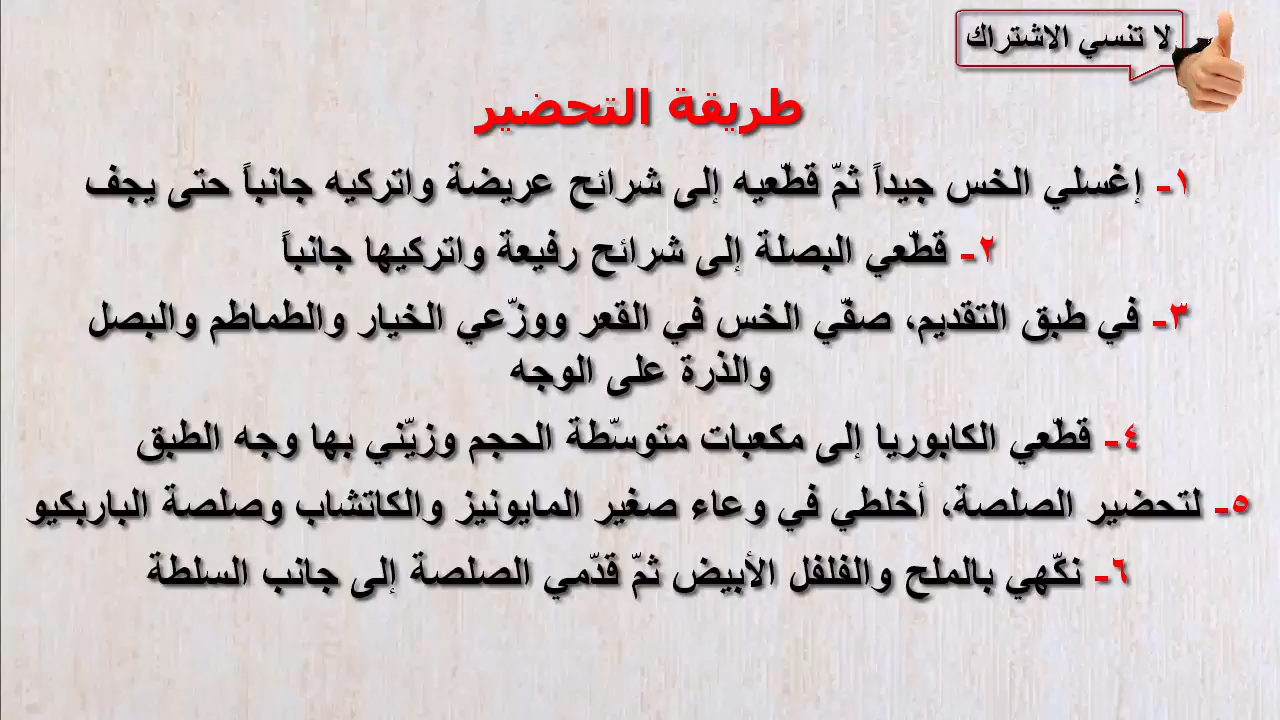 لا تنسي الاشتراك
طريقة التحضير
١- إغسلي الخس جيداً ثمّ قطّعيه إلى شرائح عريضة واتركيه جانباً حتى يجف
٢- قطّعي البصلة إلى شرائح رفيعة واتركيها جانباً
٣- في طبق التقديم، صفّي الخس في القعر ووزّعي الخيار والطماطم والبصل
والذرة على الوجه
٤- قطّعي الكابوريا إلى مكعبات متوسّطة الحجم وزيّني بها وجه الطبق
٥- لتحضير الصلصة، أخلطي في وعاء صغير المايونيز والكاتشاب وصلصة الباربكيو
٦- نكّهي بالملح والفلفل الأبيض ثمّ قدّمي الصلصة إلى جانب السلطة